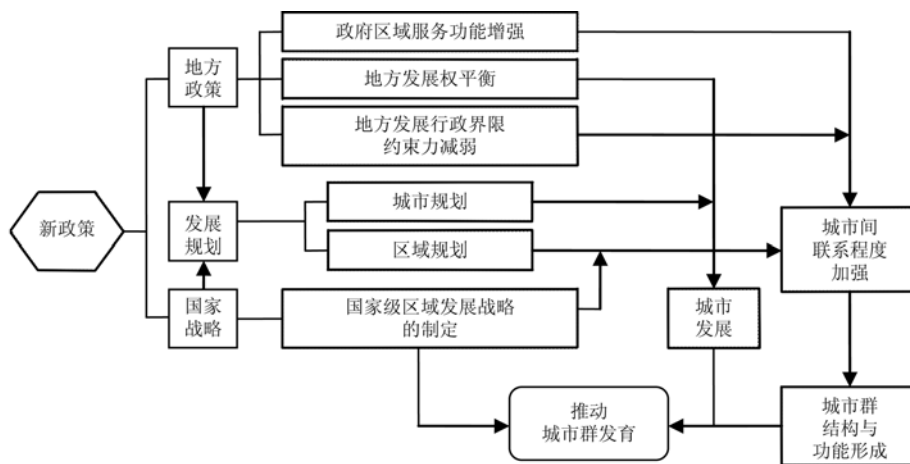 政府区域服务功能增强
地方
政策
地方发展权平衡
地方发展行政界限
约束力减弱
新政策
发展
规划
城市规划
区域规划
城市间
联系程度
加强
国家
战略
国家级区域发展战略
的制定
城市
发展
推动
城市群发育
城市群
结构与
功能形成